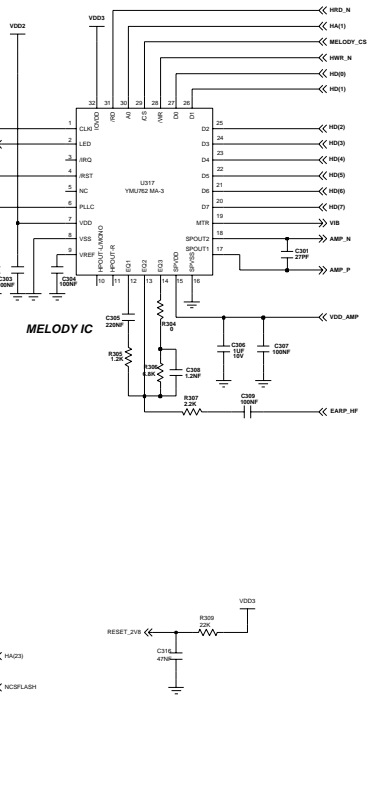 HRD_N
VDD2
VDD3
HA(1)
MELODY_CS
HWR_N
HD(0)
HD(1)
32 31 30 29 28 27 26
IOVDD /RD A0 /CS /WR D0 D1
1 CLKI
2 LED
3 /IRQ
4 /RST
5 NC
6 PLLC
7 VDD
8 VSS
9 VREF
U317
YMU762 MA-3
D2 25 HD(2)
D3 24 HD(3)
D4 23 HD(4)
D5 22 HD(5)
D6 21 HD(6)
D7 20 HD(7)
MTR 19 VIB
SPOUT2 18 AMP_N
SPOUT1 17
C301
27PF
AMP_P
HPOUT-L/MONO HPOUT-R EQ1 EQ2 EQ3 SPVDD SPVSS
10 11 12 13 14 15 16
C303
00NF
C304
100NF
MELODY IC
C305
220NF
R304
0
VDD_AMP
R305
1.2K
C306
1UF
10V
C307
100NF
R306
6.8K
C308
1.2NF
R307
2.2K
C309
100NF
EARP_HF
VDD3
R309
22K
RESET_2V8
C316
47NF
HA(23)
NCSFLASH